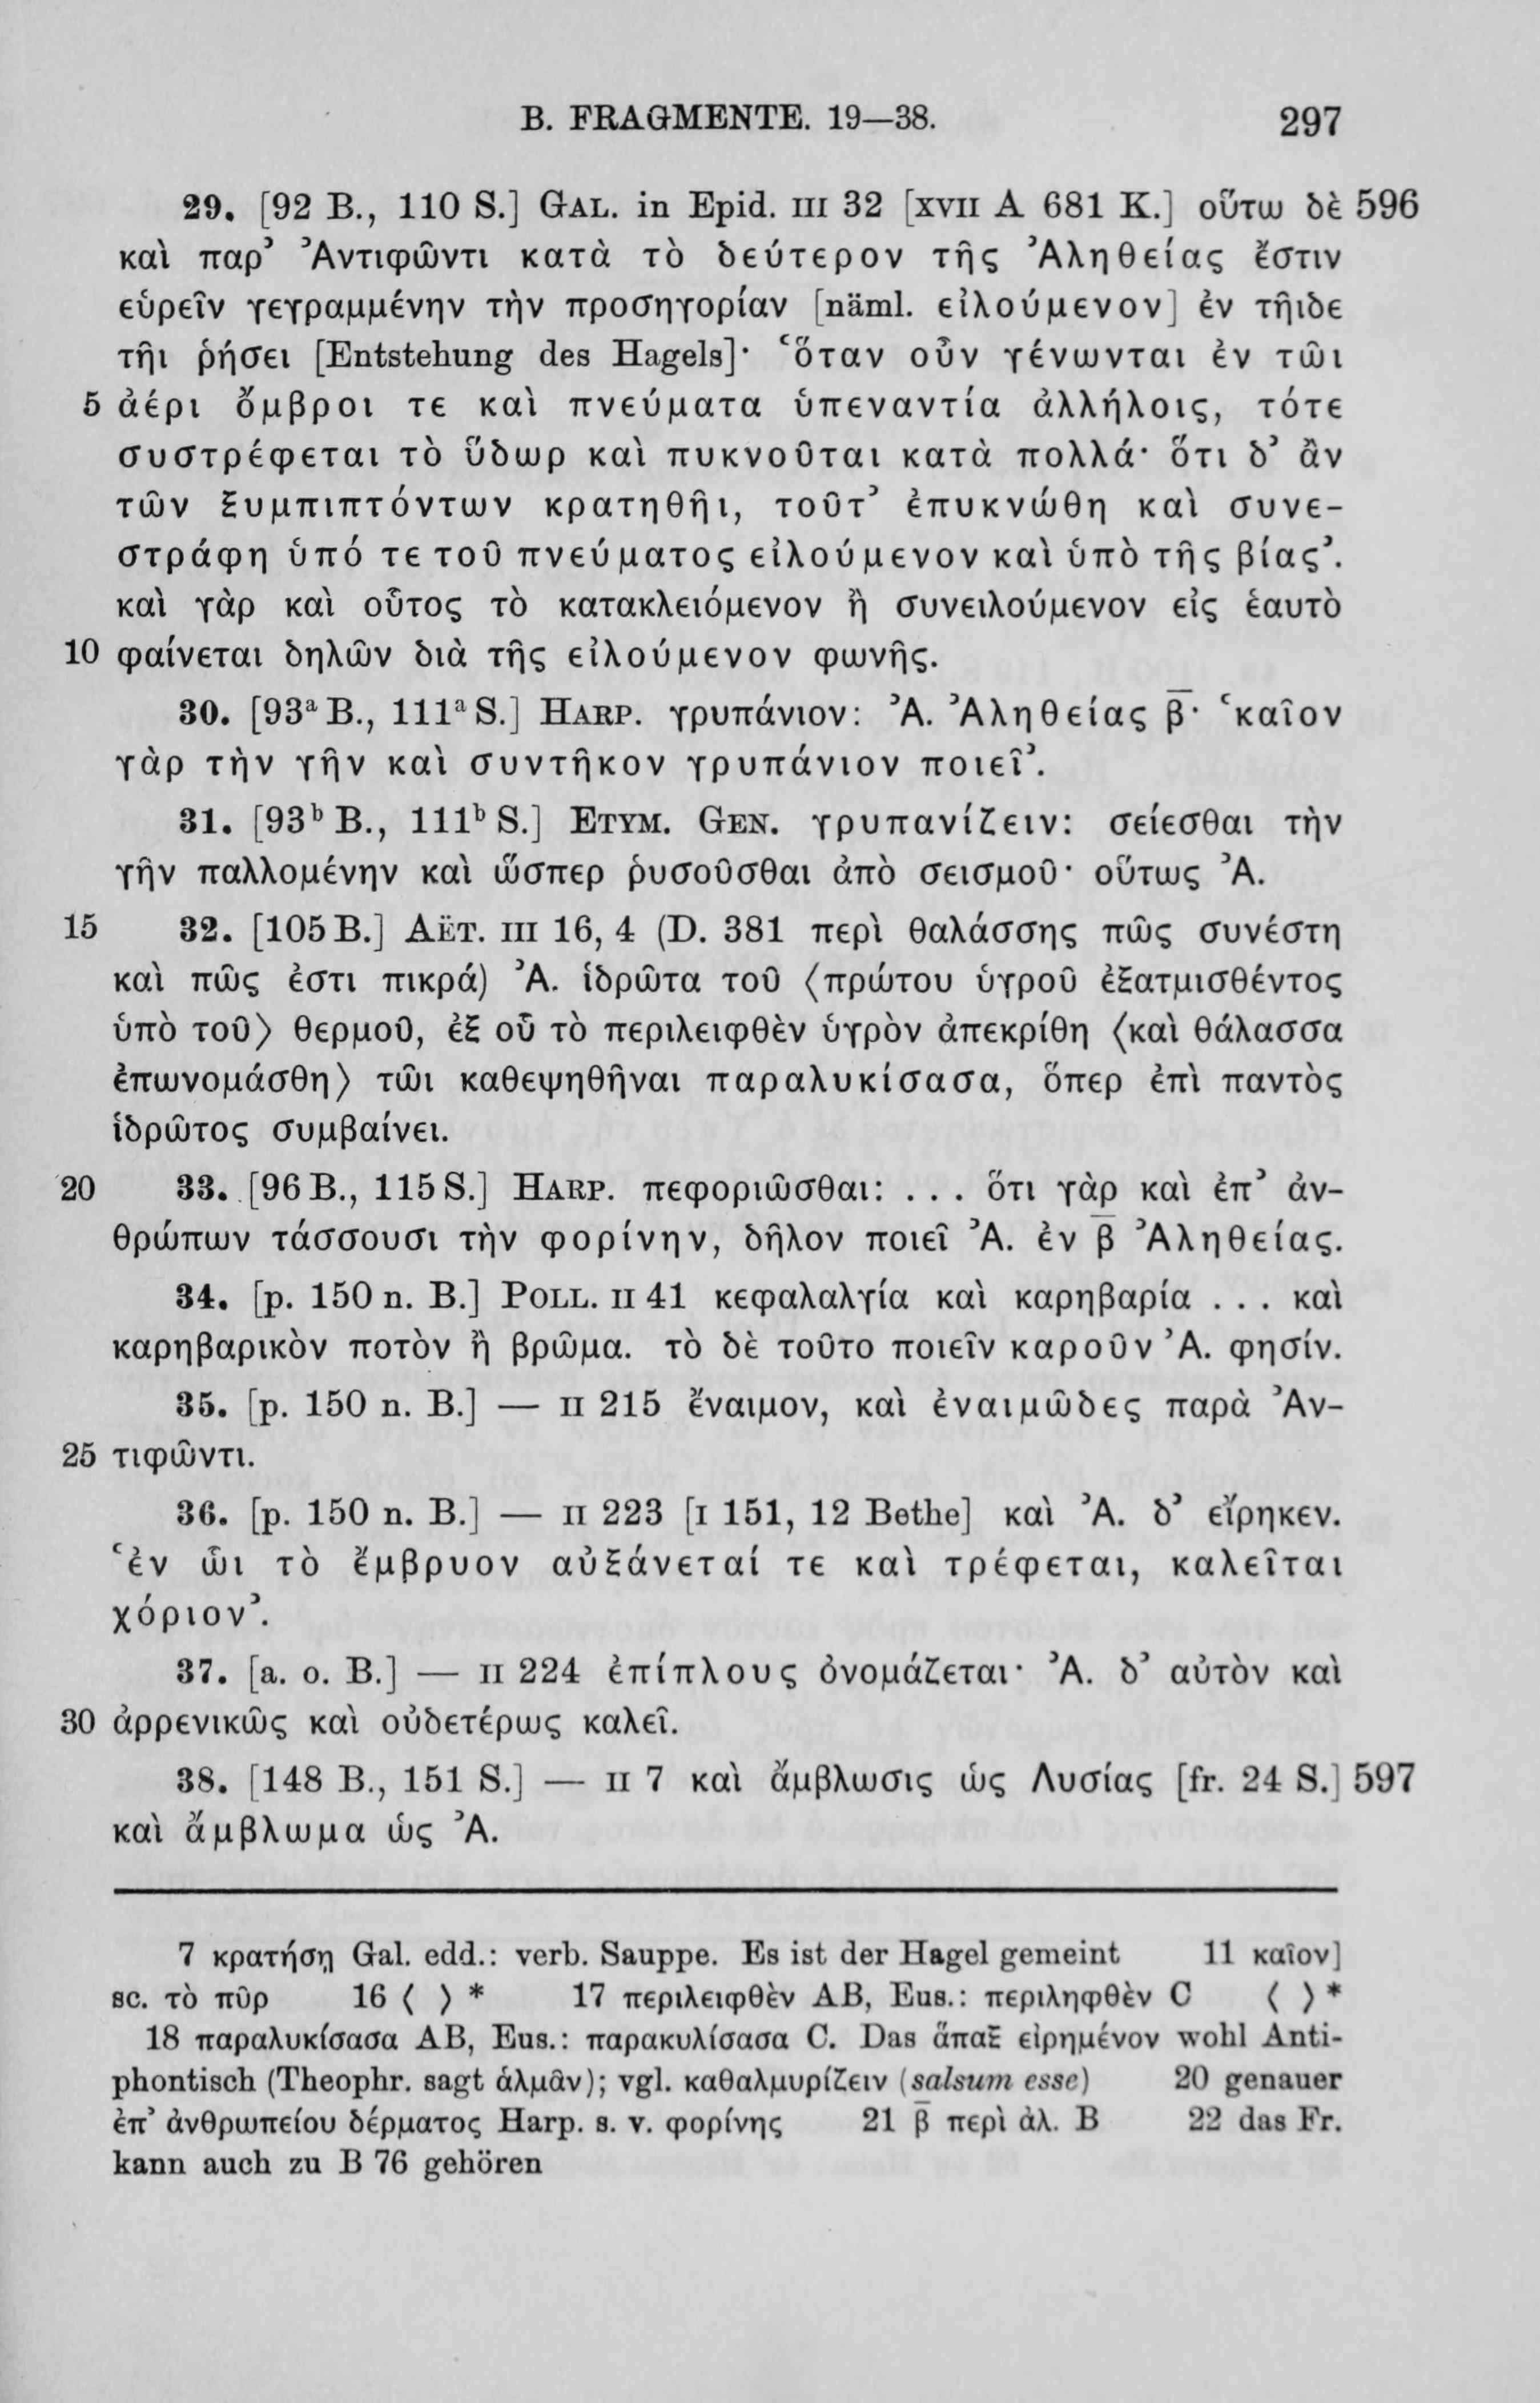 B. FRAGMENTE. 19—38. 297
29. [92 B., 110 S.] GAL. in Epid. III 32 [XVII A 681 K.] οὕτω δὲ 596
καὶ παρ’ Ἀντιφῶντι κατὰ τὸ δεύτερον τῆς Ἀληθείας ἔστιν
εὑρεῖν γεγραμμένην τὴν προσηγορίαν [näml. εἰλούμενον] ἐν τῆιδε
τῆι ῥήσει [Entstehung des Hagels]· ‘ὅταν οὖν γένωνται ἐν τῶι
5 ἀέρι ὄμβροι τε καὶ πνεύματα ὑπεναντία ἀλλήλοις, τότε
συστρέφεται τὸ ὕδωρ καὶ πυκνοῦται κατὰ πολλά· ὅτι δ’ ἂν
τῶν ξυμπιπτόντων κρατηθῆι, τοῦτ’ ἐπυκνώθη καὶ συνε-
στράφη ὑπό τε τοῦ πνεύματος εἰλούμενον καὶ ὑπὸ τῆς βίας’.
καὶ γὰρ καὶ οὗτος τὸ κατακλειόμενον ἢ συνειλούμενον εἰς ἑαυτὸ
10 φαίνεται δηλῶν διὰ τῆς εἰλούμενον φωνῆς.
30. [93ᵃ B., 111ᵃ S.] HARP. γρυπάνιον: Ἀ. Ἀληθείας β̅· ‘καῖον
γὰρ τὴν γῆν καὶ συντῆκον γρυπάνιον ποιεῖ’.
31. [93ᵇ B., 111ᵇ S.] ETYM. GEN. γρυπανίζειν: σείεσθαι τὴν
γῆν παλλομένην καὶ ὥσπερ ῥυσοῦσθαι ἀπὸ σεισμοῦ· οὕτως Ἀ.
15 32. [105 B.] AËT. III 16, 4 (D. 381 περὶ θαλάσσης πῶς συνέστη
καὶ πῶς ἐστι πικρά) Ἀ. ἱδρῶτα τοῦ ⟨πρώτου ὑγροῦ ἐξατμισθέντος
ὑπὸ τοῦ⟩ θερμοῦ, ἐξ οὗ τὸ περιλειφθὲν ὑγρὸν ἀπεκρίθη ⟨καὶ θάλασσα
ἐπωνομάσθη⟩ τῶι καθεψηθῆναι παραλυκίσασα, ὅπερ ἐπὶ παντὸς
ἱδρῶτος συμβαίνει.
20 33. [96 B., 115 S.] HARP. πεφοριῶσθαι: . . . ὅτι γὰρ καὶ ἐπ’ ἀν-
θρώπων τάσσουσι τὴν φορίνην, δῆλον ποιεῖ Ἀ. ἐν β̅ Ἀληθείας.
34. [p. 150 n. B.] POLL. II 41 κεφαλαλγία καὶ καρηβαρία . . . καὶ
καρηβαρικὸν ποτὸν ἢ βρῶμα. τὸ δὲ τοῦτο ποιεῖν καροῦν Ἀ. φησίν.
35. [p. 150 n. B.] — II 215 ἔναιμον, καὶ ἐναιμῶδες παρὰ Ἀν-
25 τιφῶντι.
36. [p. 150 n. B.] — II 223 [I 151, 12 Bethe] καὶ Ἀ. δ’ εἴρηκεν.
‘ἐν ὧι τὸ ἔμβρυον αὐξάνεταί τε καὶ τρέφεται, καλεῖται
χόριον’.
37. [a. o. B.] — II 224 ἐπίπλους ὀνομάζεται· Ἀ. δ’ αὐτὸν καὶ
30 ἀρρενικῶς καὶ οὐδετέρως καλεῖ.
38. [148 B., 151 S.] — II 7 καὶ ἄμβλωσις ὡς Λυσίας [fr. 24 S.] 597
καὶ ἄμβλωμα ὡς Ἀ.
7 κρατήσῃ Gal. edd.: verb. Sauppe. Es ist der Hagel gemeint 11 καῖον]
sc. τὸ πῦρ 16 ⟨ ⟩ * 17 περιλειφθὲν AB, Eus.: περιληφθὲν C ⟨ ⟩ *
18 παραλυκίσασα AB, Eus.: παρακυλίσασα C. Das ἅπαξ εἰρημένον wohl Anti-
phontisch (Theophr. sagt ἁλμᾶν); vgl. καθαλμυρίζειν (salsum esse) 20 genauer
ἐπ’ ἀνθρωπείου δέρματος Harp. s. v. φορίνης 21 β̅ περὶ ἀλ. B 22 das Fr.
kann auch zu B 76 gehören